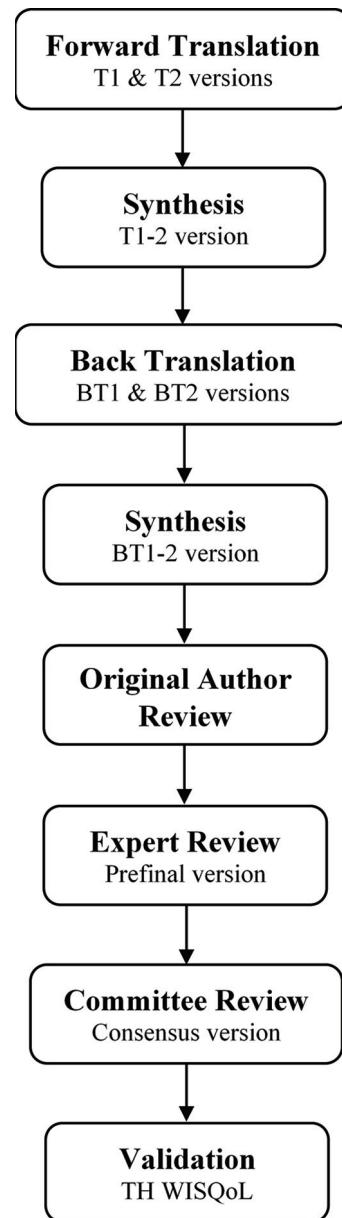 Forward Translation
T1 & T2 versions
Synthesis
T1-2 version
Back Translation
BT1 & BT2 versions
Synthesis
BT1-2 version
Original Author
Review
Expert Review
Prefinal version
Committee Review
Consensus version
Validation
TH WISQoL